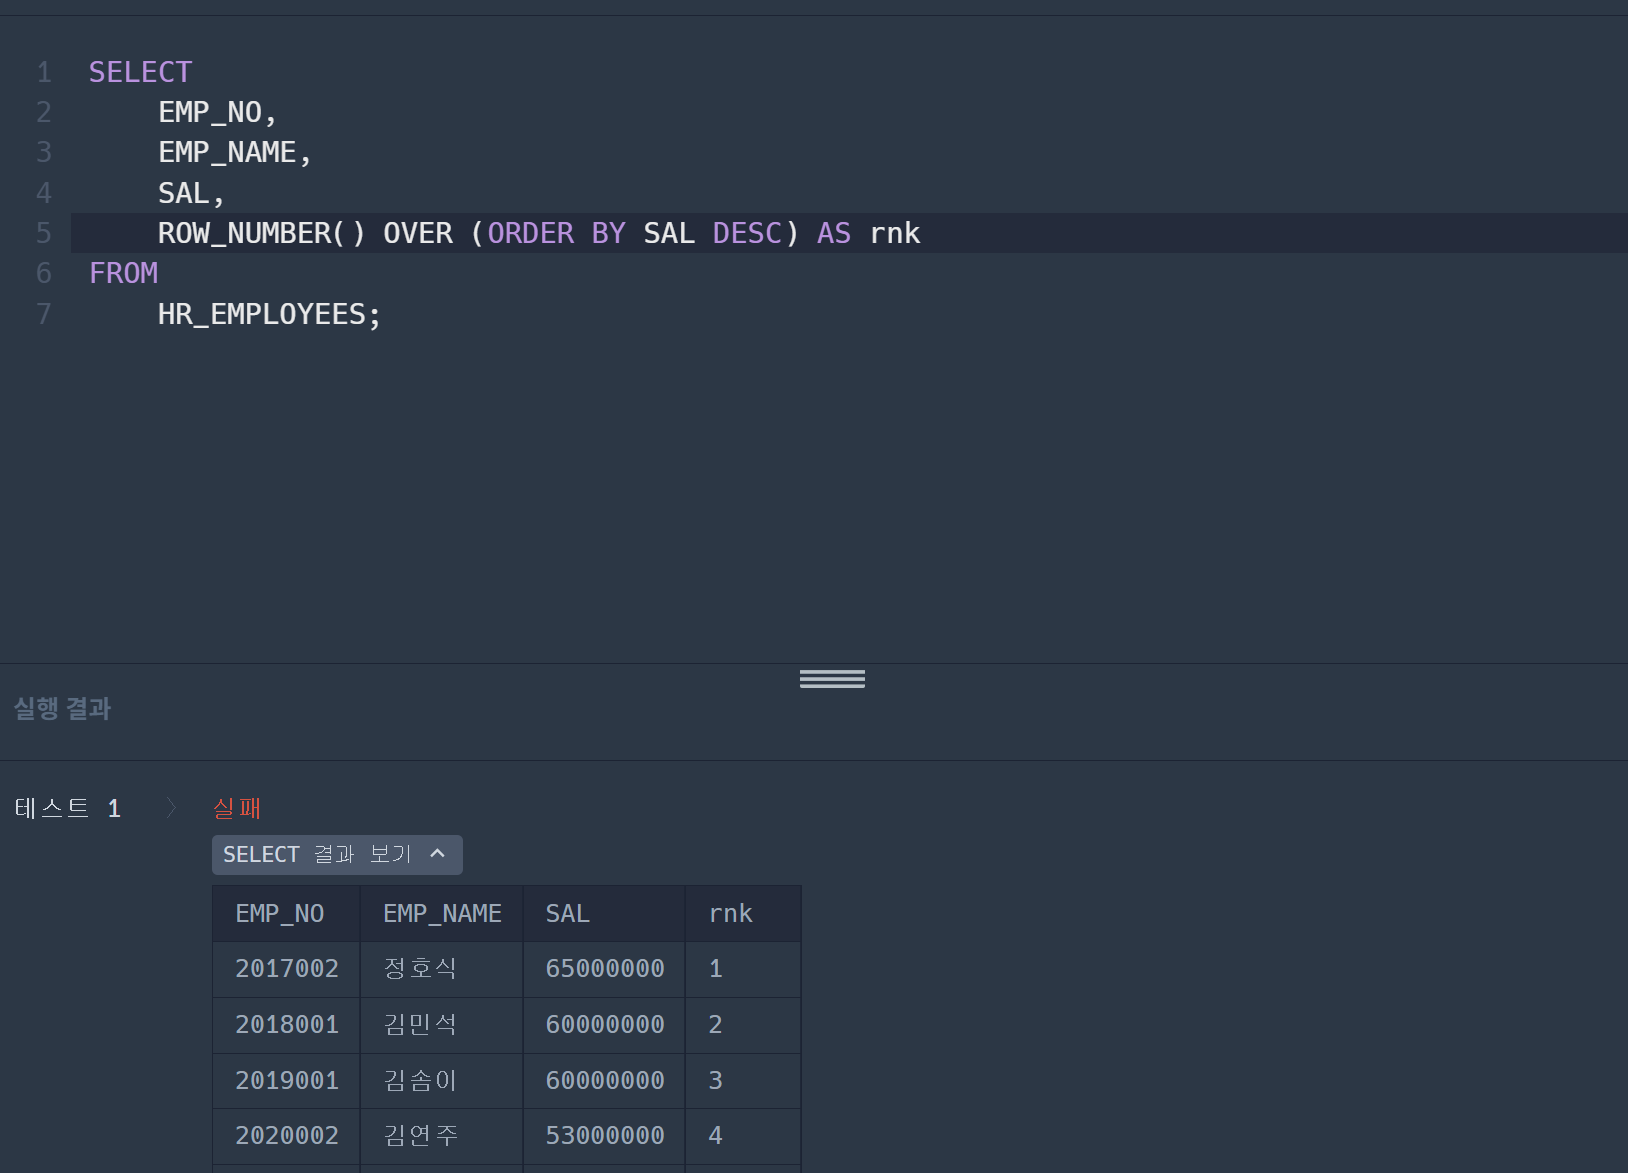 1 SELECT
2 EMP_NO,
3 EMP_NAME,
4 SAL,
5 ROW_NUMBER() OVER (ORDER BY SAL DESC) AS rnk
6 FROM
7 HR_EMPLOYEES;
실행 결과
테스트 1 〉 실패
SELECT 결과 보기
EMP_NO EMP_NAME SAL rnk
2017002 정호식 65000000 1
2018001 김민석 60000000 2
2019001 김솜이 60000000 3
2020002 김연주 53000000 4